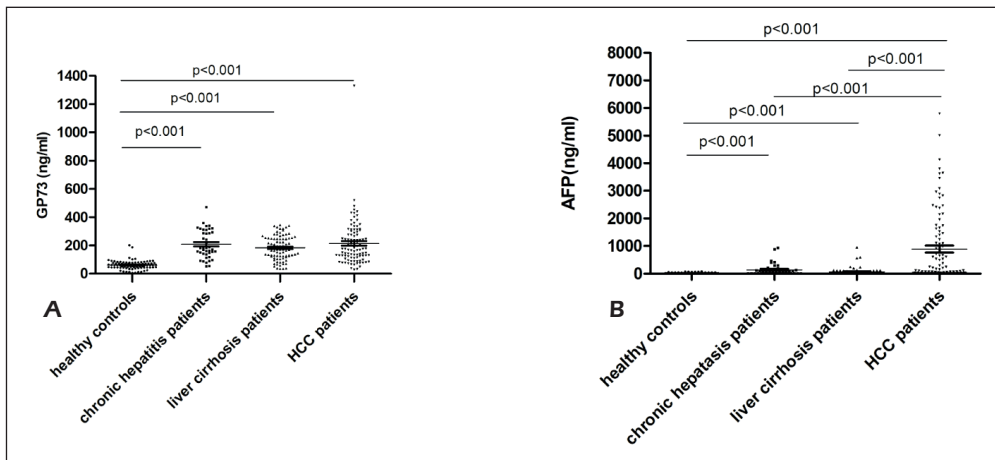 p<0.001
p<0.001
p<0.001
1400
1200
1000
800
600
400
200
0
GP73 (ng/ml)
healthy controls
chronic hepatitis patients
liver cirrhosis patients
HCC patients
A
p<0.001
p<0.001
p<0.001
p<0.001
p<0.001
8000
7000
6000
5000
4000
3000
2000
1000
0
AFP(ng/ml)
healthy controls
chronic hepatasis patients
liver cirrhosis patients
HCC patients
B